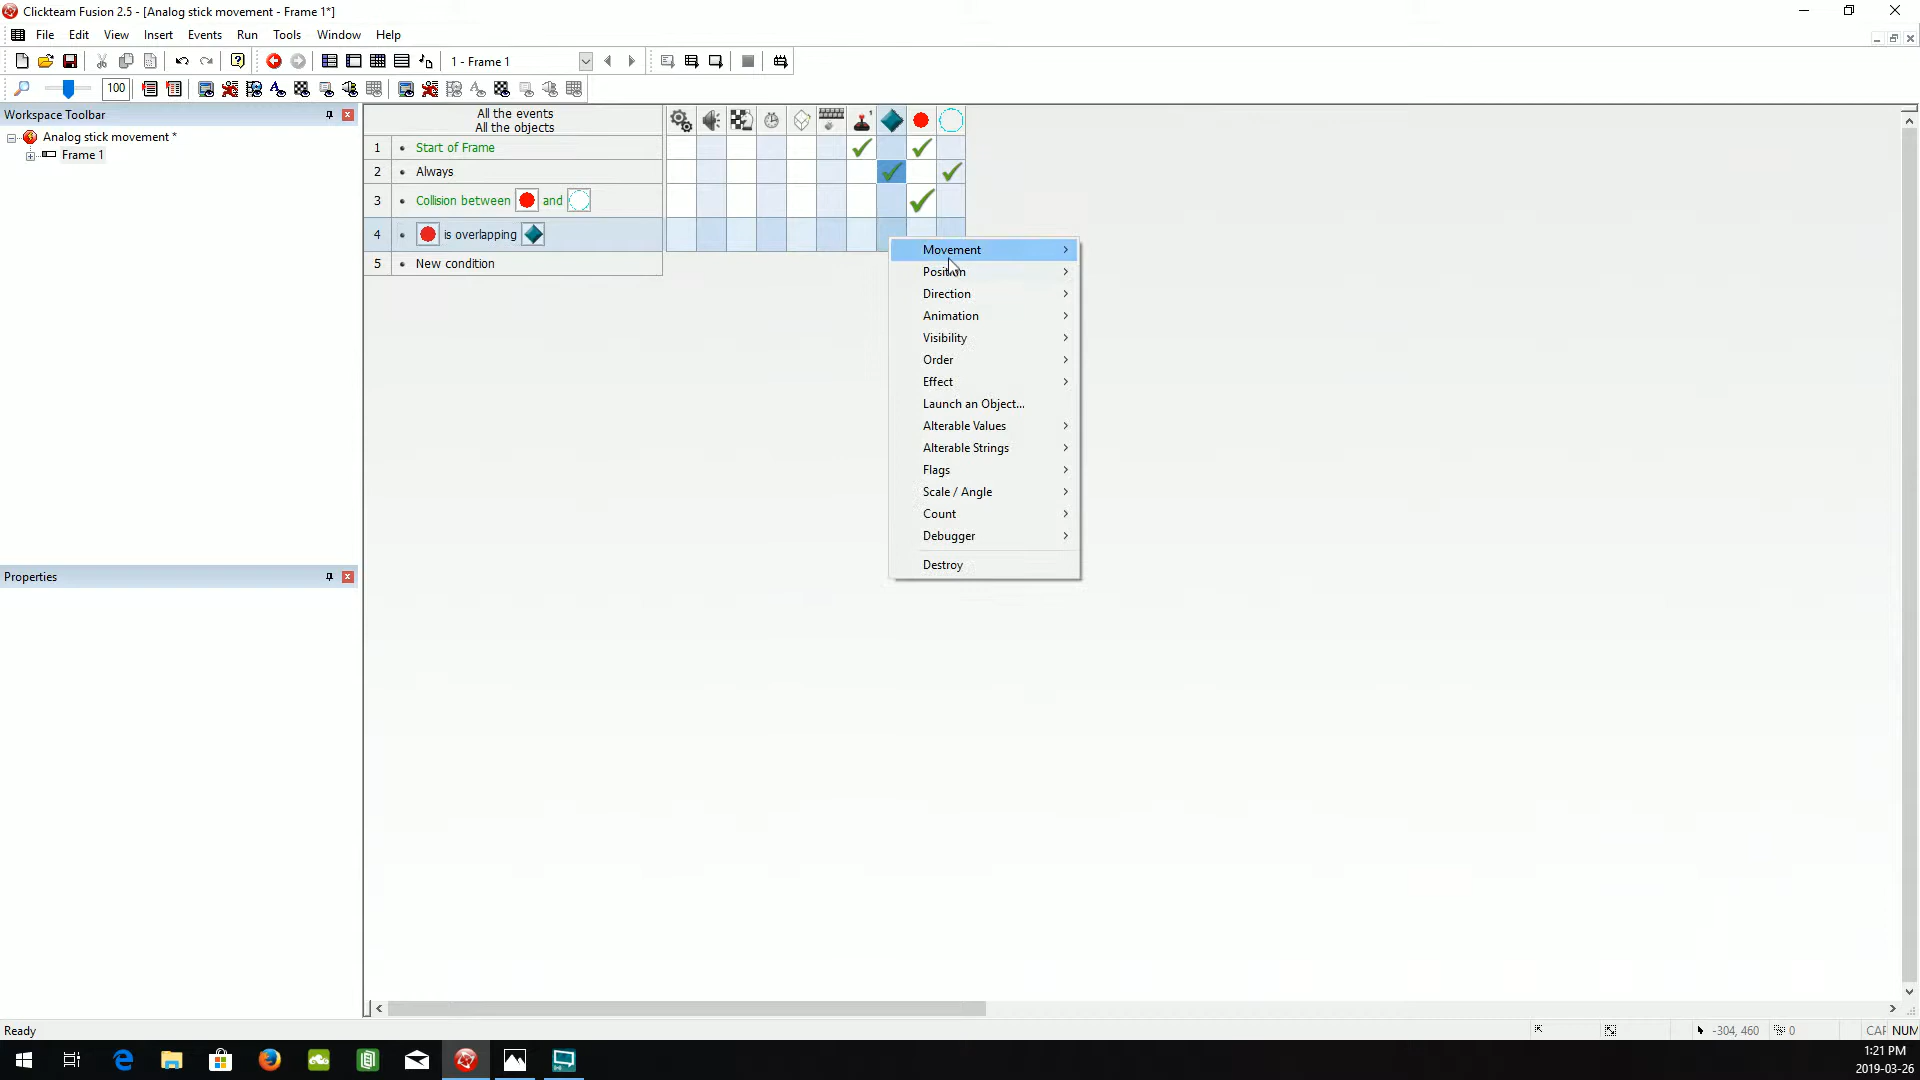 Clickteam Fusion 2.5 - [Analog stick movement - Frame 1*]
File Edit View Insert Events Run Tools Window Help
1 - Frame 1
100
Workspace Toolbar
Analog stick movement *
Frame 1
Properties
All the events
All the objects
1 • Start of Frame
2 • Always
3 • Collision between and
4 • is overlapping
5 • New condition
1
Movement
Position
Direction
Animation
Visibility
Order
Effect
Launch an Object...
Alterable Values
Alterable Strings
Flags
Scale / Angle
Count
Debugger
Destroy
Ready
-304, 460
0
CAP NUM
1:21 PM
2019-03-26